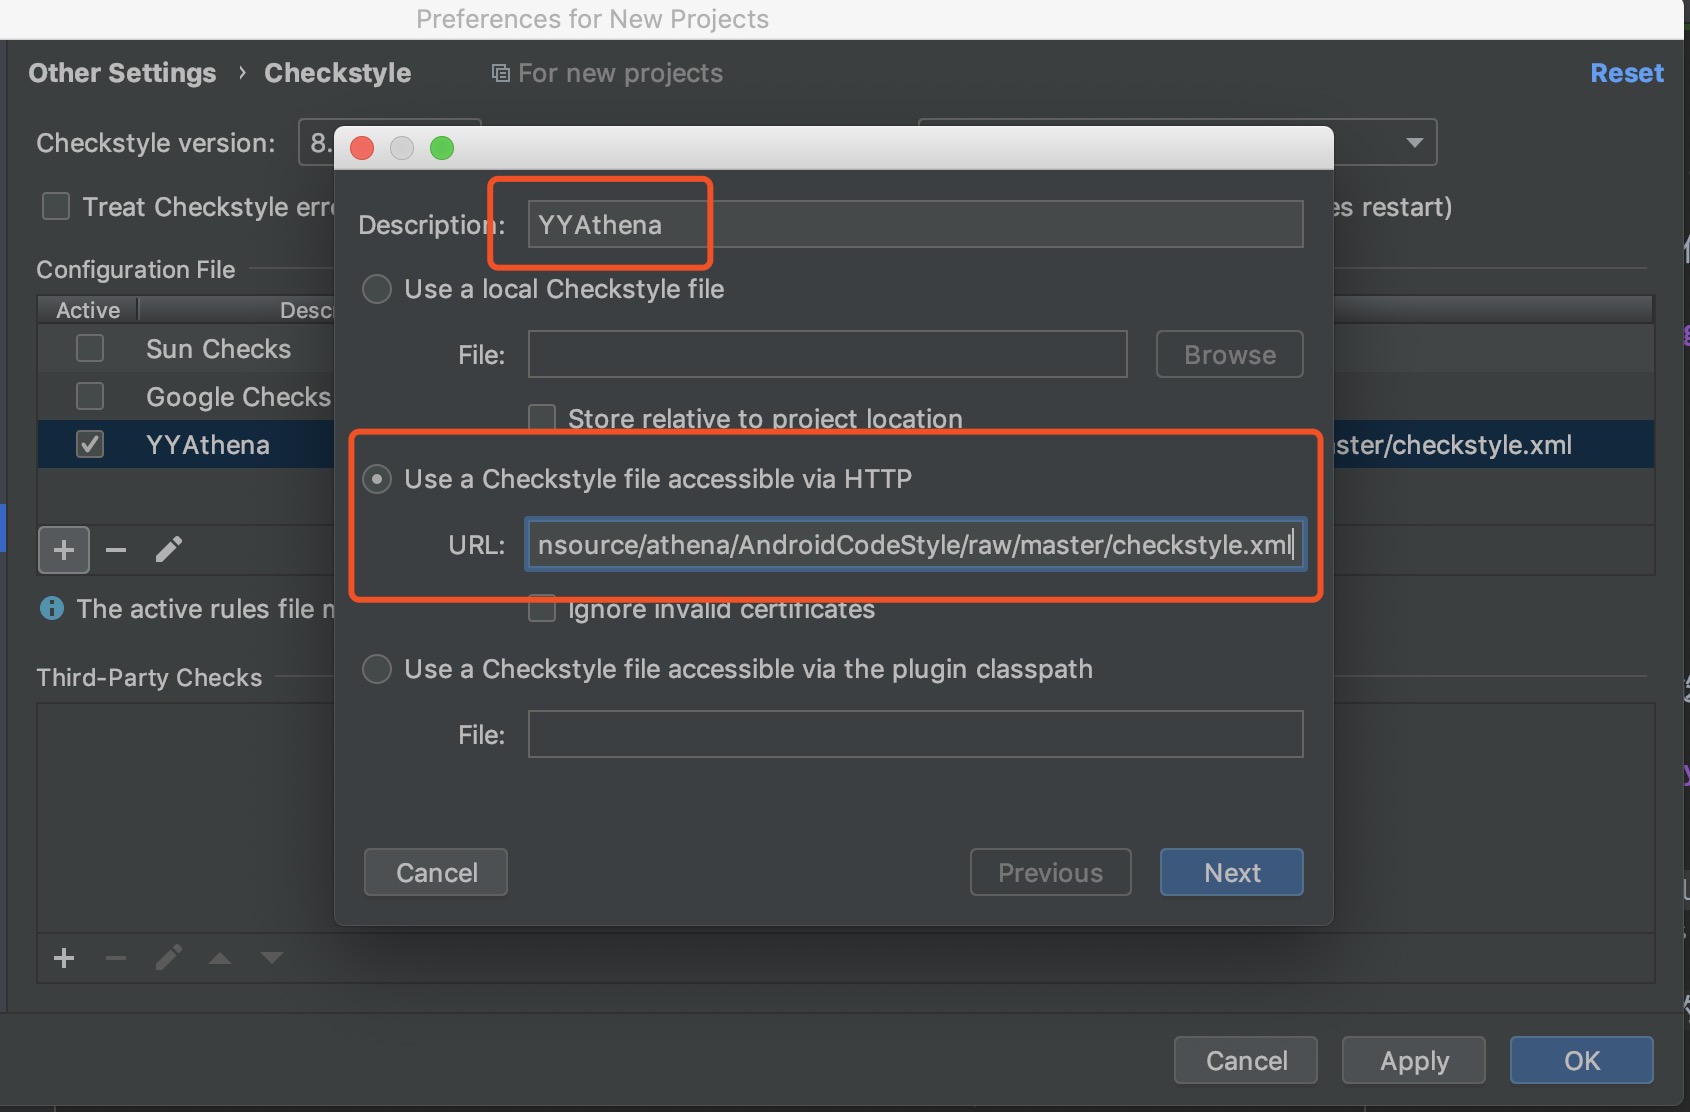 Preferences for New Projects
Other Settings › Checkstyle For new projects Reset
Checkstyle version: 8.
Treat Checkstyle es restart)
Description: YYAthena
Configuration File
Use a local Checkstyle file
Active
File: Browse
Sun Checks
Google Checks
Store relative to project location
YYAthena ster/checkstyle.xml
Use a Checkstyle file accessible via HTTP
URL: nsource/athena/AndroidCodeStyle/raw/master/checkstyle.xml
The active rules file
Ignore invalid certificates
Use a Checkstyle file accessible via the plugin classpath
Third-Party Checks
File:
Cancel Previous Next
Cancel Apply OK